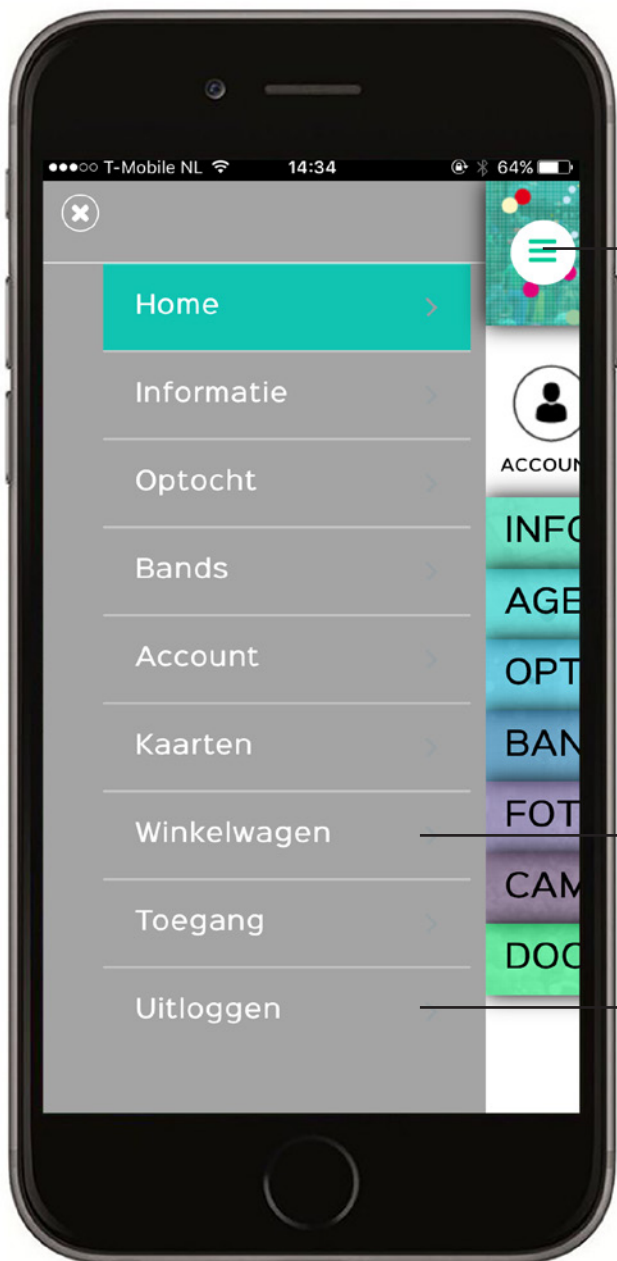 T-Mobile NL 14:34 64%
Home
Informatie
Optocht
Bands
Account
Kaarten
Winkelwagen
Toegang
Uitloggen
ACCOUN
INFO
AGE
OPT
BAN
FOT
CAM
DOC